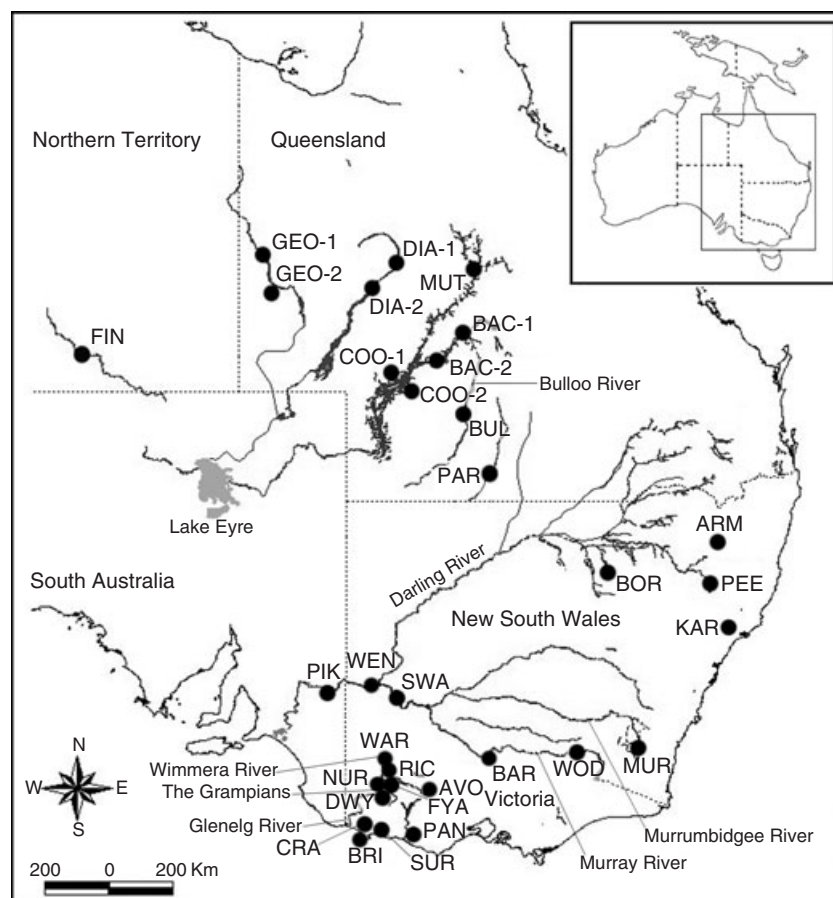 Northern Territory
Queensland
GEO-1
DIA-1
MUT
GEO-2
DIA-2
FIN
BAC-1
COO-1
BAC-2
Bulloo River
COO-2
BUL
PAR
Lake Eyre
ARM
Darling River
South Australia
BOR
PEE
New South Wales
KAR
WEN
PIK
SWA
WAR
Wimmera River
RIC
NUR
The Grampians
AVO
BAR
WOD
MUR
DWY
FYA
Victoria
Glenelg River
PAN
CRA
BRI
SUR
Murrumbidgee River
Murray River
N
W
E
S
200 0 200 Km